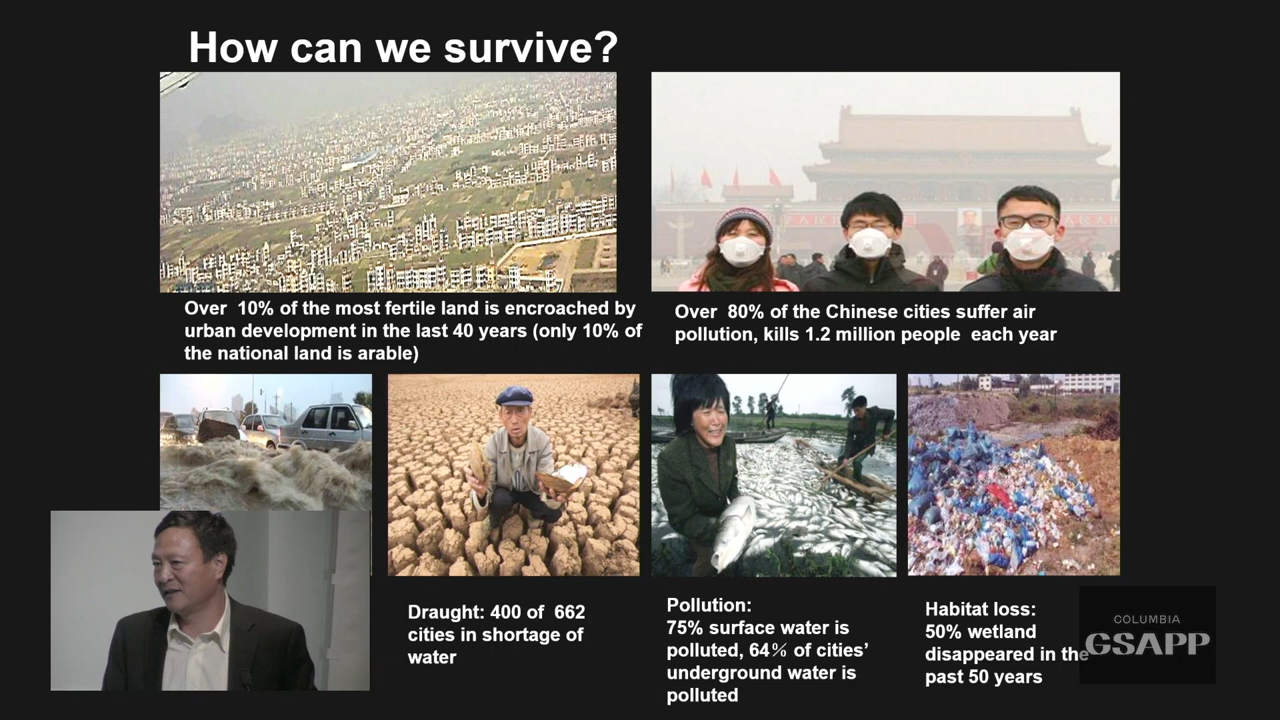 How can we survive?
Over 10% of the most fertile land is encroached by
urban development in the last 40 years (only 10% of
the national land is arable)
Over 80% of the Chinese cities suffer air
pollution, kills 1.2 million people each year
Draught: 400 of 662
cities in shortage of
water
Pollution:
75% surface water is
polluted, 64% of cities’
underground water is
polluted
Habitat loss:
50% wetland
disappeared in the
past 50 years
COLUMBIA
GSAPP